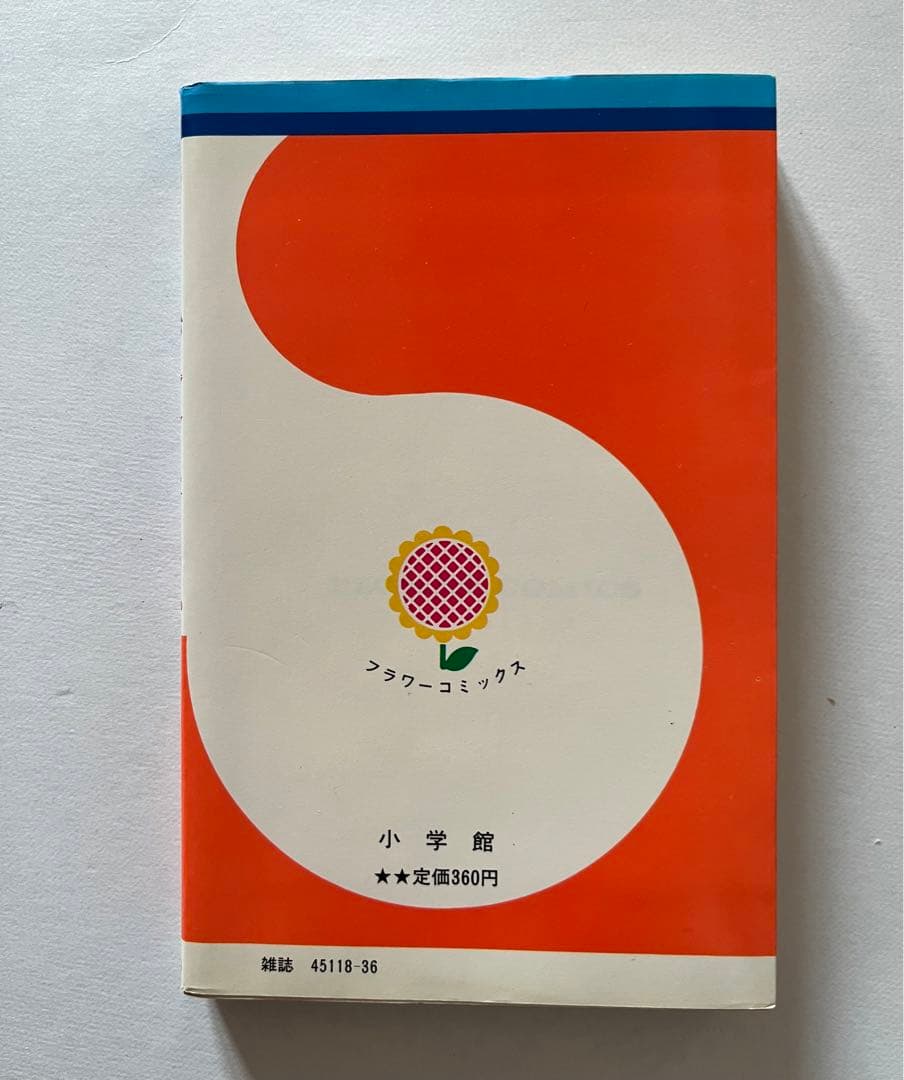 フラワーコミックス
小学館
★★定価360円
雑誌 45118-36